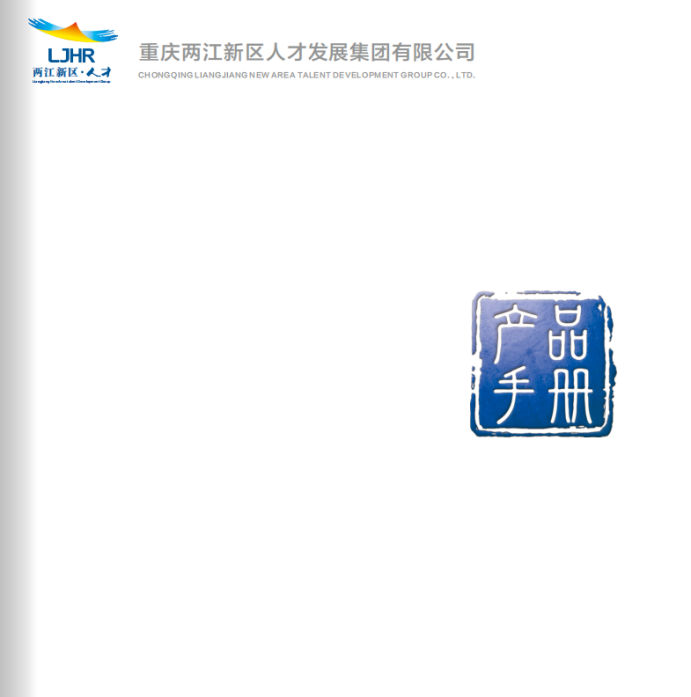 LJHR
两江新区·人才
重庆两江新区人才发展集团有限公司
CHONGQING LIANGJIANG NEW AREA TALENT DEVELOPMENT GROUP CO., LTD.
产品
手册